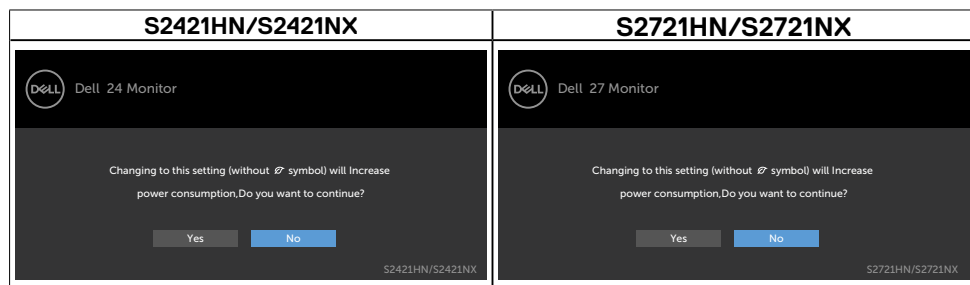 S2421HN/S2421NX
S2721HN/S2721NX
DELL Dell 24 Monitor
Changing to this setting (without symbol) will Increase
power consumption,Do you want to continue?
Yes No
S2421HN/S2421NX
DELL Dell 27 Monitor
Changing to this setting (without symbol) will Increase
power consumption,Do you want to continue?
Yes No
S2721HN/S2721NX